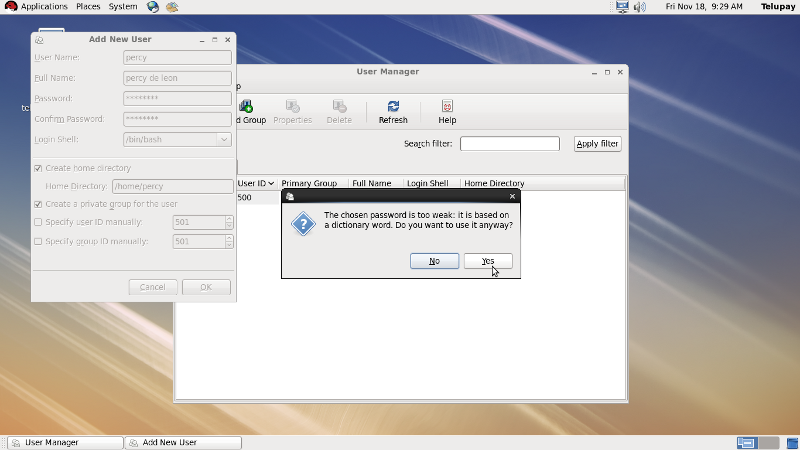 Applications Places System
Fri Nov 18, 9:29 AM Telupay
Add New User
User Name: percy
Full Name: percy de leon
Password: ********
Confirm Password: ********
Login Shell: /bin/bash
Create home directory
Home Directory: /home/percy
Create a private group for the user
Specify user ID manually: 501
Specify group ID manually: 501
Cancel OK
User Manager
d Group Properties Delete Refresh Help
Search filter: Apply filter
User ID Primary Group Full Name Login Shell Home Directory
500
The chosen password is too weak: it is based on
a dictionary word. Do you want to use it anyway?
No Yes
User Manager Add New User